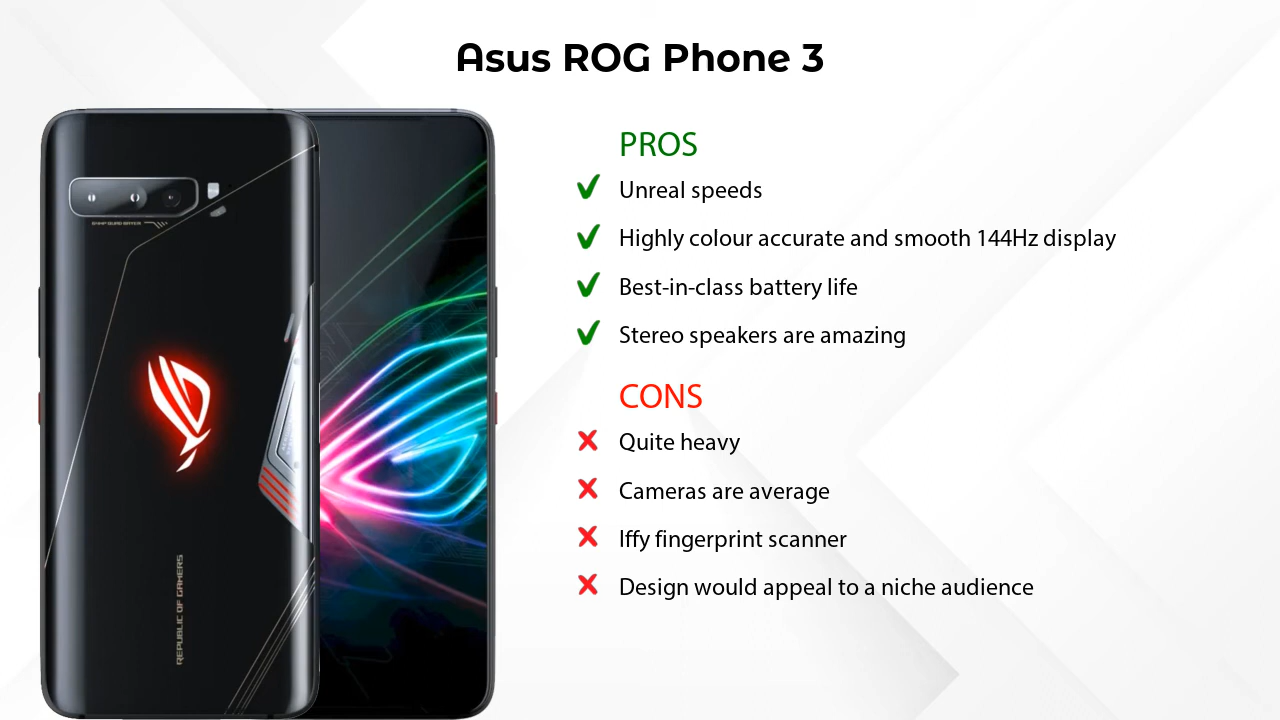 Asus ROG Phone 3
PROS
Unreal speeds
Highly colour accurate and smooth 144Hz display
Best-in-class battery life
Stereo speakers are amazing
CONS
Quite heavy
Cameras are average
Iffy fingerprint scanner
Design would appeal to a niche audience
REPUBLIC OF GAMERS